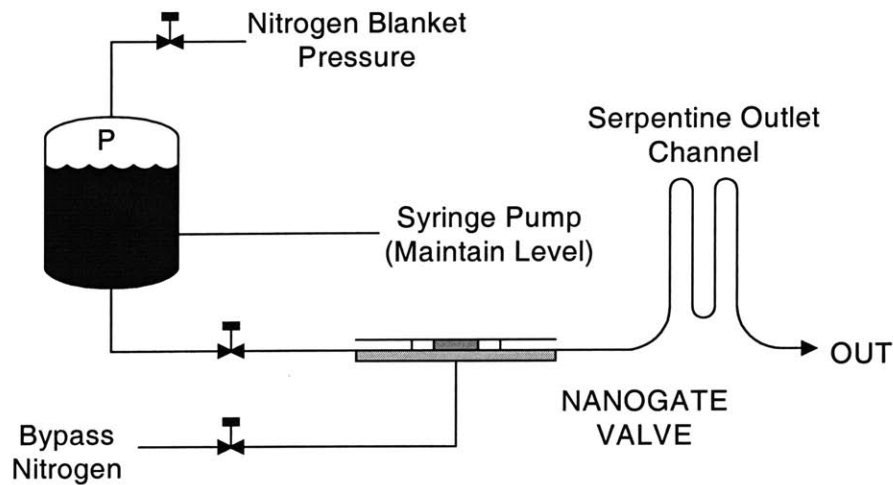 Nitrogen Blanket
Pressure
P
Serpentine Outlet
Channel
Syringe Pump
(Maintain Level)
OUT
NANOGATE
VALVE
Bypass
Nitrogen